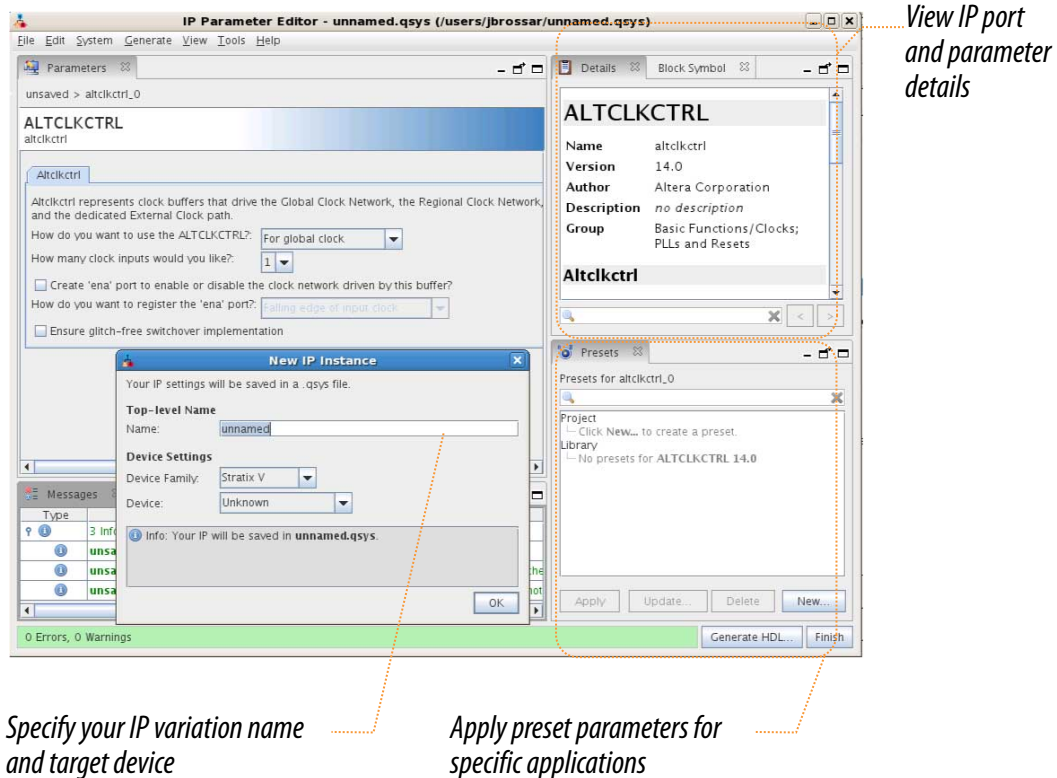 IP Parameter Editor - unnamed.qsys (/users/jbrossar/unnamed.qsys)
File Edit System Generate View Tools Help
Parameters
unsaved > altclkctrl_0
ALTCLKCTRL
altclkctrl
Altclkctrl
Altclkctrl represents clock buffers that drive the Global Clock Network, the Regional Clock Network,
and the dedicated External Clock path.
How do you want to use the ALTCLKCTRL?: For global clock
How many clock inputs would you like?: 1
Create 'ena' port to enable or disable the clock network driven by this buffer?
How do you want to register the 'ena' port?: Falling edge of input clock
Ensure glitch-free switchover implementation
Details Block Symbol
ALTCLKCTRL
Name altclkctrl
Version 14.0
Author Altera Corporation
Description no description
Group Basic Functions/Clocks;
PLLs and Resets
Altclkctrl
< >
View IP port
and parameter
details
New IP Instance
Your IP settings will be saved in a .qsys file.
Top-level Name
Name: unnamed
Device Settings
Device Family: Stratix V
Device: Unknown
Info: Your IP will be saved in unnamed.qsys.
OK
Presets
Presets for altclkctrl_0
Project
Click New... to create a preset.
Library
No presets for ALTCLKCTRL 14.0
Apply Update... Delete New...
Messages
Type
3 Info
unsa
unsa
unsa
0 Errors, 0 Warnings
Generate HDL... Finish
Specify your IP variation name
and target device
Apply preset parameters for
specific applications